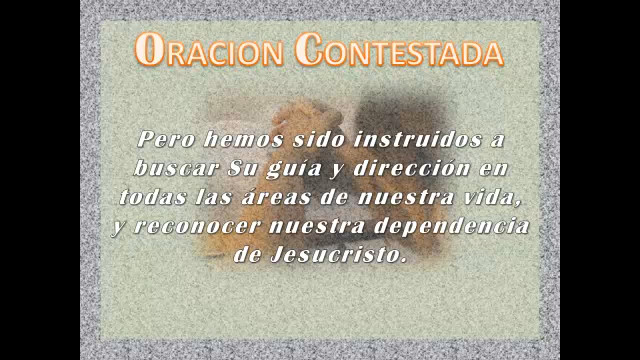 ORACION CONTESTADA
Pero hemos sido instruidos a
buscar Su guía y dirección en
todas las áreas de nuestra vida,
y reconocer nuestra dependencia
de Jesucristo.